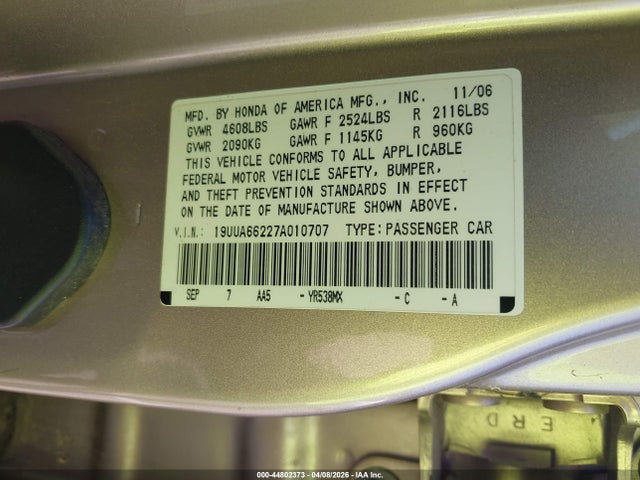 MFD. BY HONDA OF AMERICA MFG., INC. 11/06
GVWR 4608LBS GAWR F 2524LBS R 2116LBS
GVWR 2090KG GAWR F 1145KG R 960KG
THIS VEHICLE CONFORMS TO ALL APPLICABLE
FEDERAL MOTOR VEHICLE SAFETY, BUMPER,
AND THEFT PREVENTION STANDARDS IN EFFECT
ON THE DATE OF MANUFACTURE SHOWN ABOVE.
V.I.N.: 19UUA66227A010707 TYPE: PASSENGER CAR
SEP 7 AA5 - YR538MX - C - A
E R D
000-44802373 | 04/08/2026 | IAA Inc.